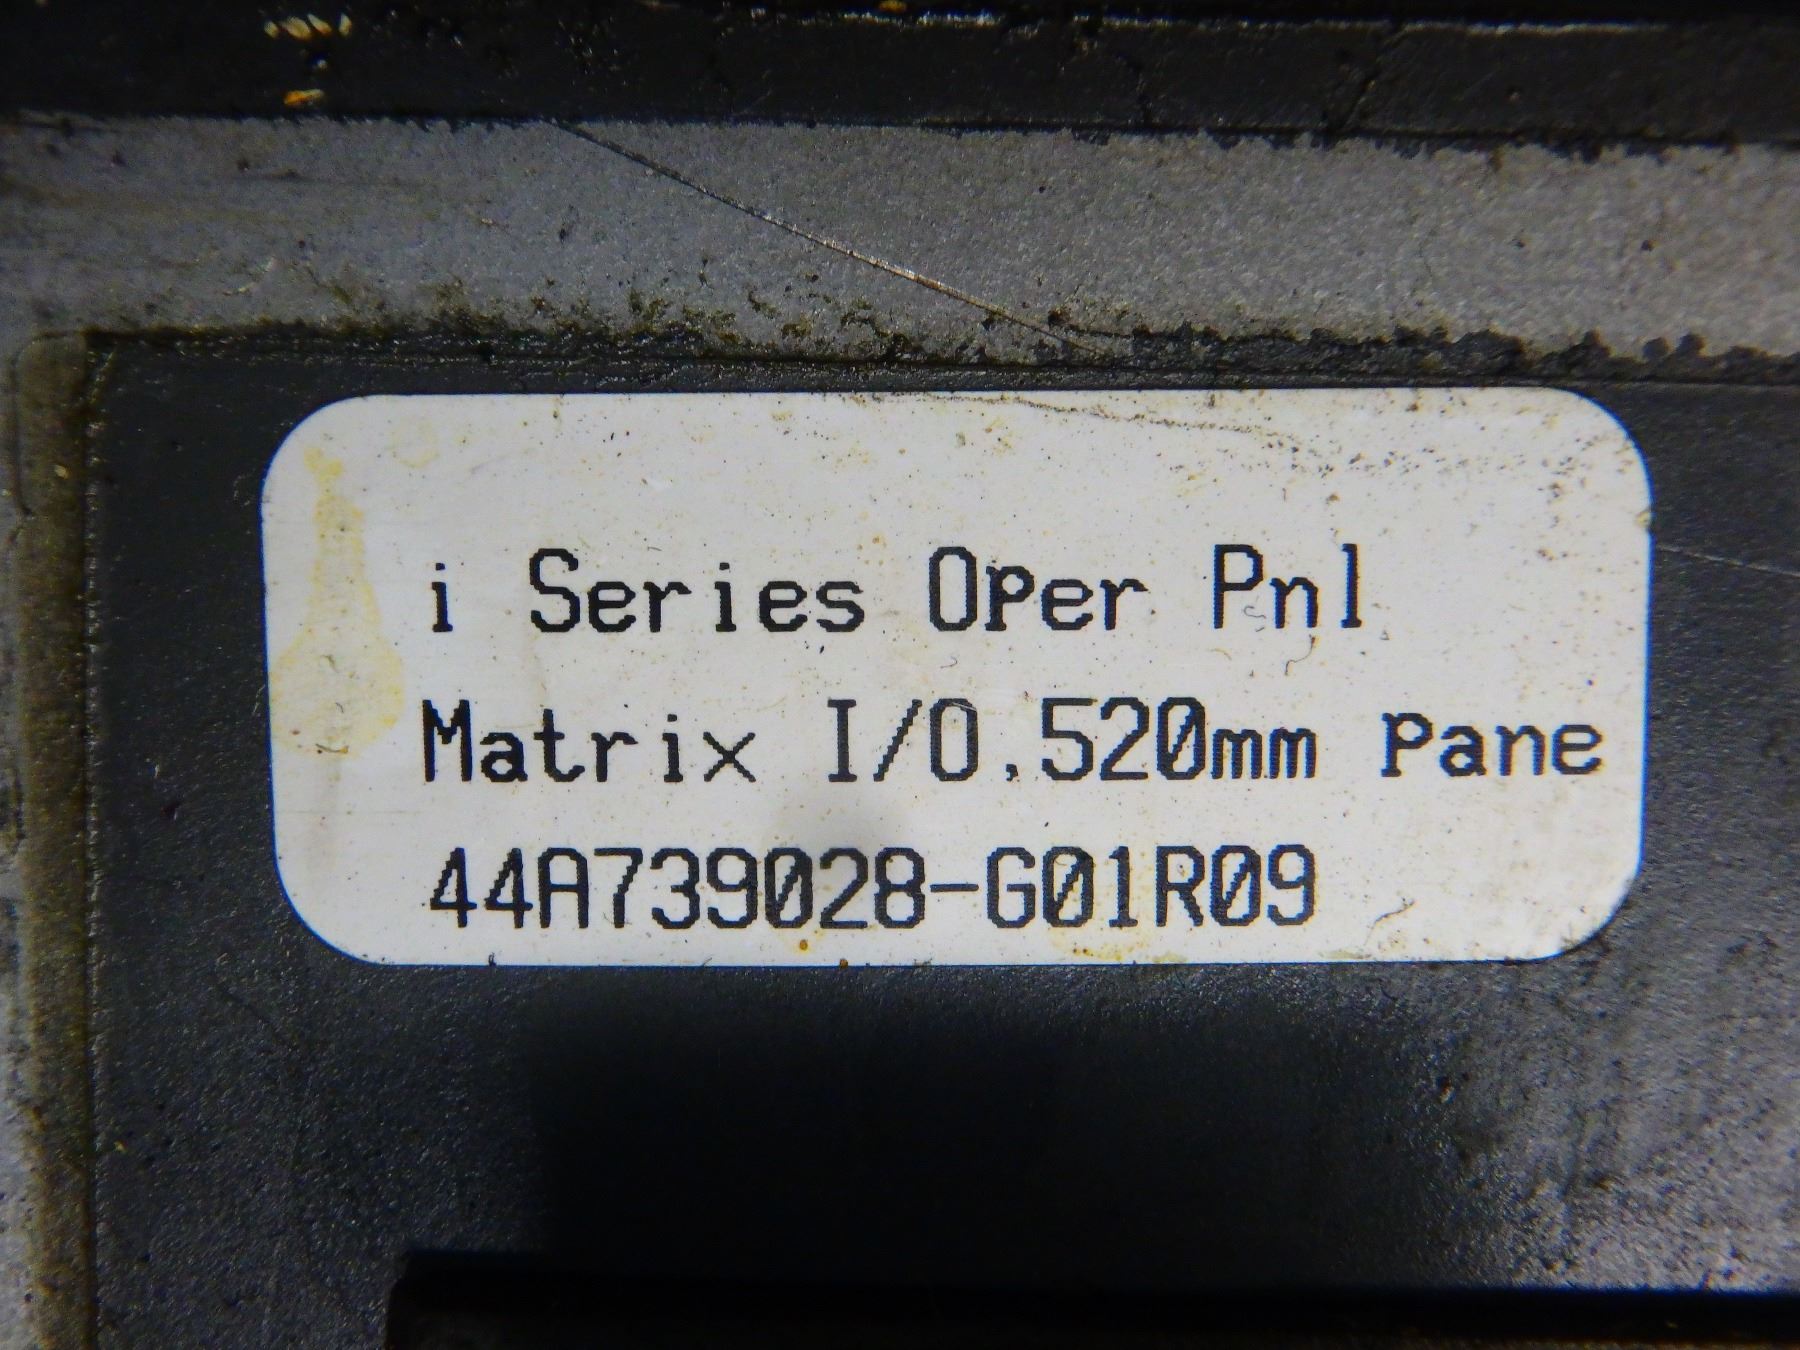 i Series Oper Pnl
Matrix I/O,520mm Pane
44A739028-G01R09